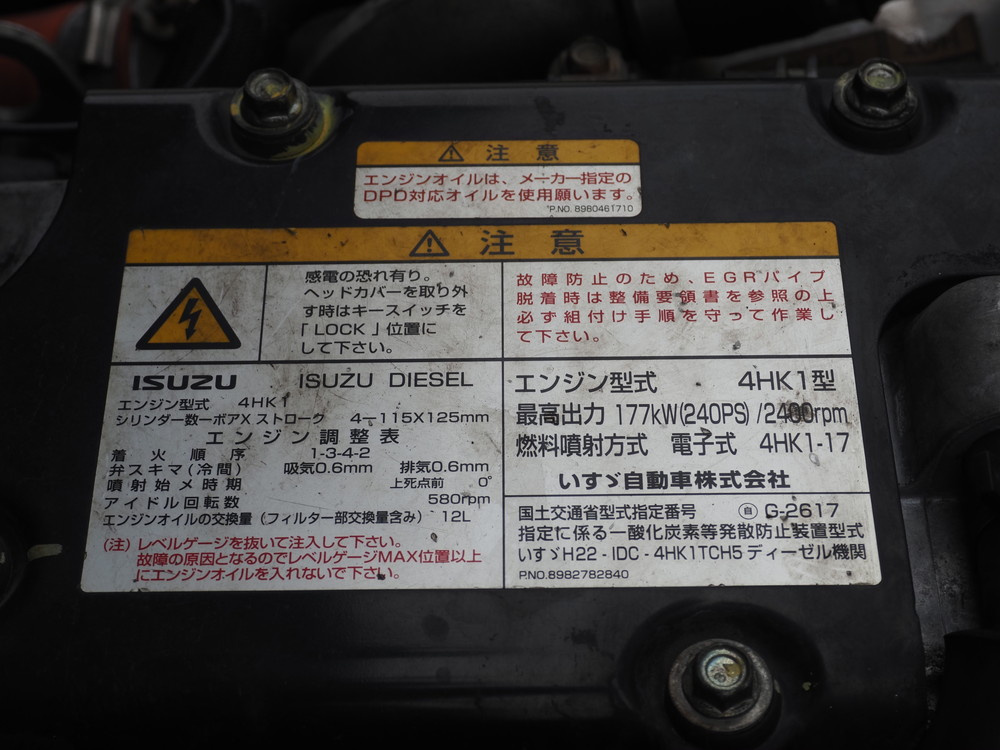 ⚠ 注意
エンジンオイルは、メーカー指定の
DPD対応オイルを使用願います。
P.NO. 8980461710
⚠ 注意
感電の恐れ有り。
ヘッドカバーを取り外
す時はキースイッチを
「LOCK」位置に
して下さい。
故障防止のため、EGRパイプ
脱着時は整備要領書を参照の上
必ず組付け手順を守って作業し
て下さい。
ISUZU ISUZU DIESEL
エンジン型式 4HK1
シリンダー数ーボアXストローク 4ー115X125mm
エンジン調整表
着火順序 1-3-4-2
弁スキマ(冷間) 吸気0.6mm 排気0.6mm
噴射始メ時期 上死点前 0°
アイドル回転数 580rpm
エンジンオイルの交換量(フィルター部交換量含み) 12L
(注) レベルゲージを抜いて注入して下さい。
故障の原因となるのでレベルゲージMAX位置以上
にエンジンオイルを入れないで下さい。
エンジン型式 4HK1型
最高出力 177kW(240PS)/2400rpm
燃料噴射方式 電子式 4HK1-17
いすゞ自動車株式会社
国土交通省型式指定番号 ㊐ G-2617
指定に係る一酸化炭素等発散防止装置型式
いすゞH22-IDC-4HK1TCH5 ディーゼル機関
P.NO.8982782840